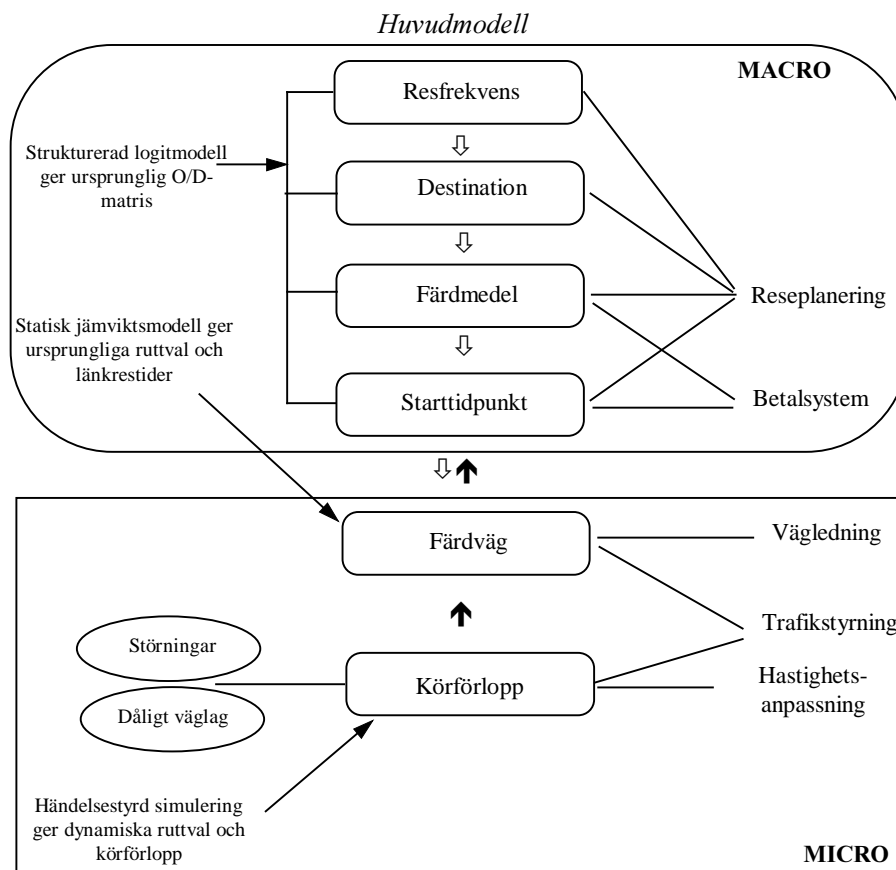 Huvudmodell
MACRO
Resfrekvens
Strukturerad logitmodell
ger ursprunglig O/D-
matris
Destination
Färdmedel
Reseplanering
Statisk jämviktsmodell ger
ursprungliga ruttval och
länkrestider
Starttidpunkt
Betalsystem
Färdväg
Vägledning
Störningar
Trafikstyrning
Körförlopp
Hastighets-
anpassning
Dåligt väglag
Händelsestyrd simulering
ger dynamiska ruttval och
körförlopp
MICRO